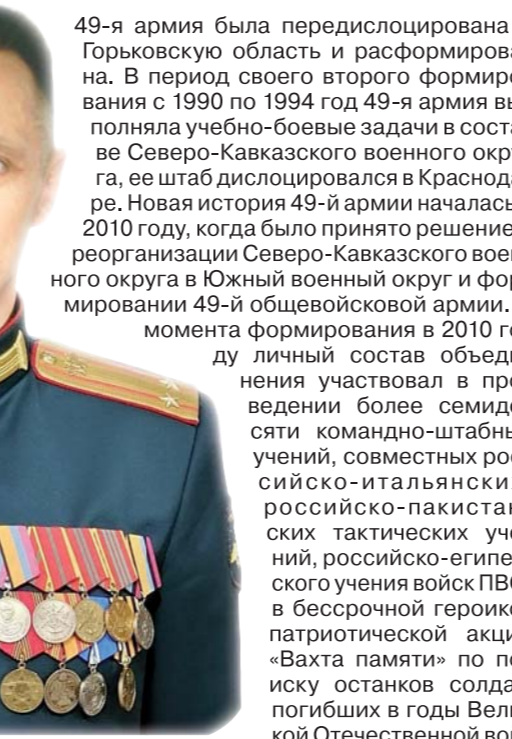 49-я армия была передислоцирована
Горьковскую область и расформирова
на. В период своего второго формиро
вания с 1990 по 1994 год 49-я армия вы
полняла учебно-боевые задачи в соста
ве Северо-Кавказского военного окру
га, ее штаб дислоцировался в Краснода
ре. Новая история 49-й армии началась
2010 году, когда было принято решение
реорганизации Северо-Кавказского воен
ного округа в Южный военный округ и фор
мировании 49-й общевойсковой армии.
момента формирования в 2010 го
ду личный состав объеди
нения участвовал в про
ведении более семиде
сяти командно-штабны
учений, совместных рос
сийско-итальянски
российско-пакистан
ских тактических уче
ний, российско-египе
ского учения войск ПВО
в бессрочной героико
патриотической акци
«Вахта памяти» по по
иску останков солда
погибших в годы Вели
кой Отечественной вой